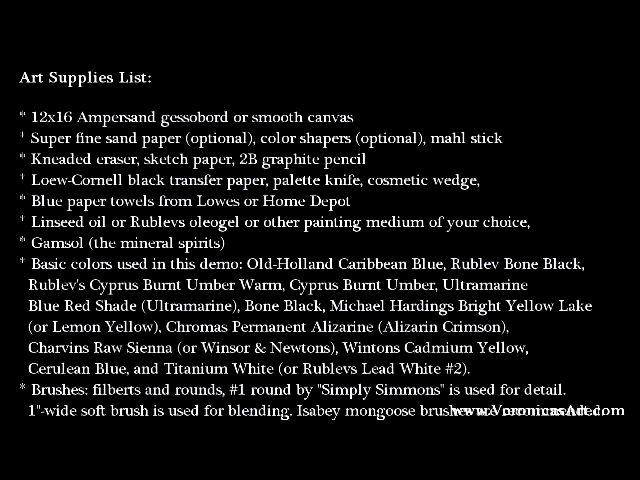 Art Supplies List:
* 12x16 Ampersand gessobord or smooth canvas
* Super fine sand paper (optional), color shapers (optional), mahl stick
* Kneaded eraser, sketch paper, 2B graphite pencil
* Loew-Cornell black transfer paper, palette knife, cosmetic wedge,
* Blue paper towels from Lowes or Home Depot
* Linseed oil or Rublevs oleogel or other painting medium of your choice,
* Gamsol (the mineral spirits)
* Basic colors used in this demo: Old-Holland Caribbean Blue, Rublev Bone Black,
Rublev's Cyprus Burnt Umber Warm, Cyprus Burnt Umber, Ultramarine
Blue Red Shade (Ultramarine), Bone Black, Michael Hardings Bright Yellow Lake
(or Lemon Yellow), Chromas Permanent Alizarine (Alizarin Crimson),
Charvins Raw Sienna (or Winsor & Newtons), Wintons Cadmium Yellow,
Cerulean Blue, and Titanium White (or Rublevs Lead White #2).
* Brushes: filberts and rounds, #1 round by "Simply Simmons" is used for detail.
1"-wide soft brush is used for blending. Isabey mongoose brushes
www.VeronicasArt.com